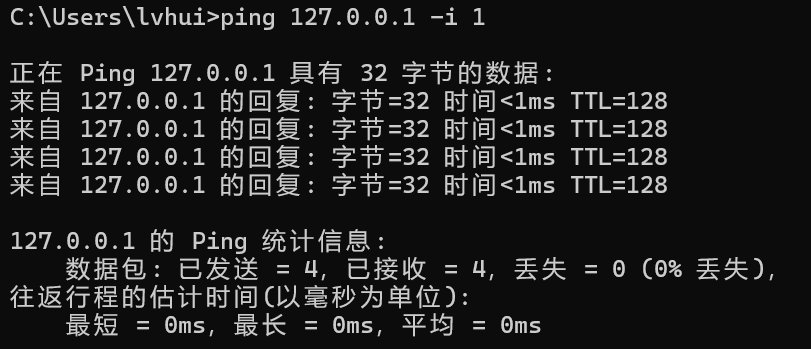 C:\Users\lvhui>ping 127.0.0.1 -i 1
正在 Ping 127.0.0.1 具有 32 字节的数据:
来自 127.0.0.1 的回复: 字节=32 时间<1ms TTL=128
来自 127.0.0.1 的回复: 字节=32 时间<1ms TTL=128
来自 127.0.0.1 的回复: 字节=32 时间<1ms TTL=128
来自 127.0.0.1 的回复: 字节=32 时间<1ms TTL=128
127.0.0.1 的 Ping 统计信息:
数据包: 已发送 = 4, 已接收 = 4, 丢失 = 0 (0% 丢失),
往返行程的估计时间(以毫秒为单位):
最短 = 0ms, 最长 = 0ms, 平均 = 0ms